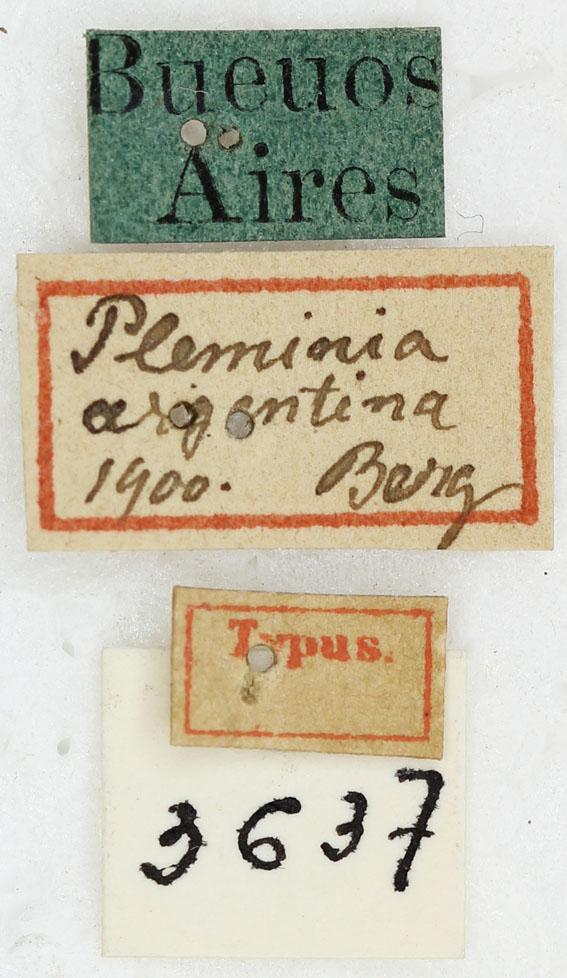 Bueuos
Aires
Pleminia
argentina
1900. Berg
Typus.
3637